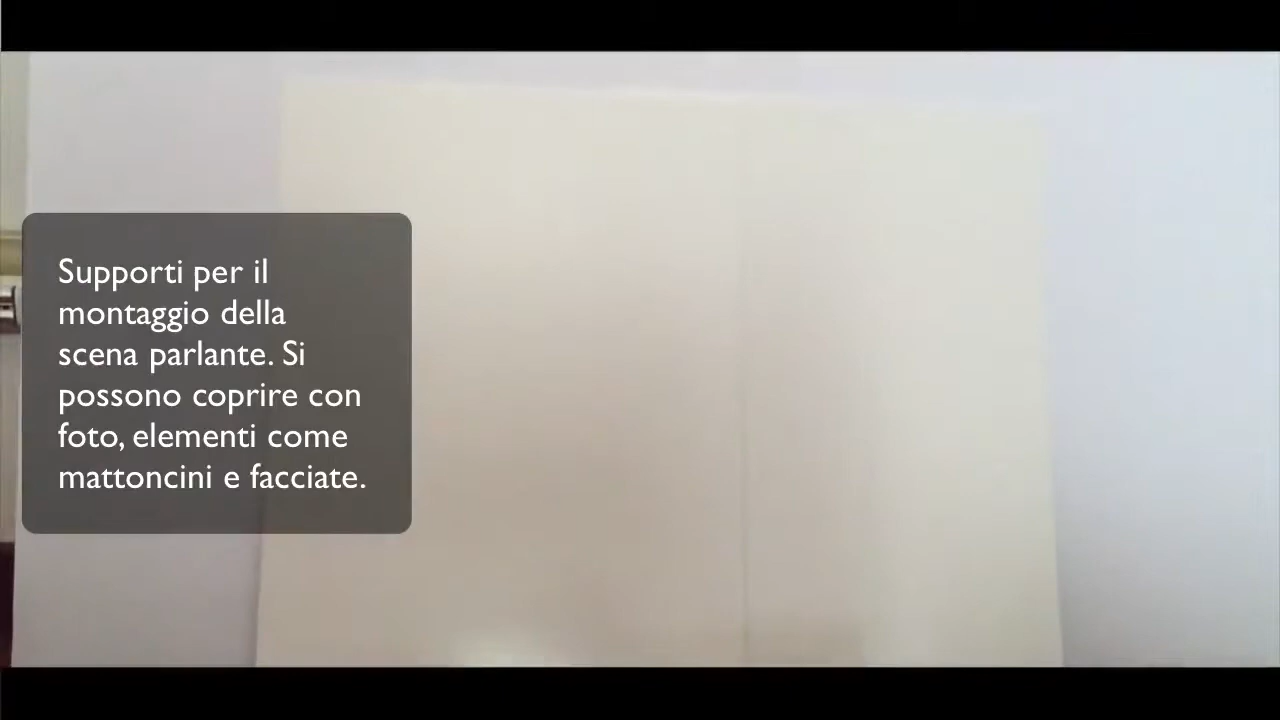 Supporti per il
montaggio della
scena parlante. Si
possono coprire con
foto, elementi come
mattoncini e facciate.